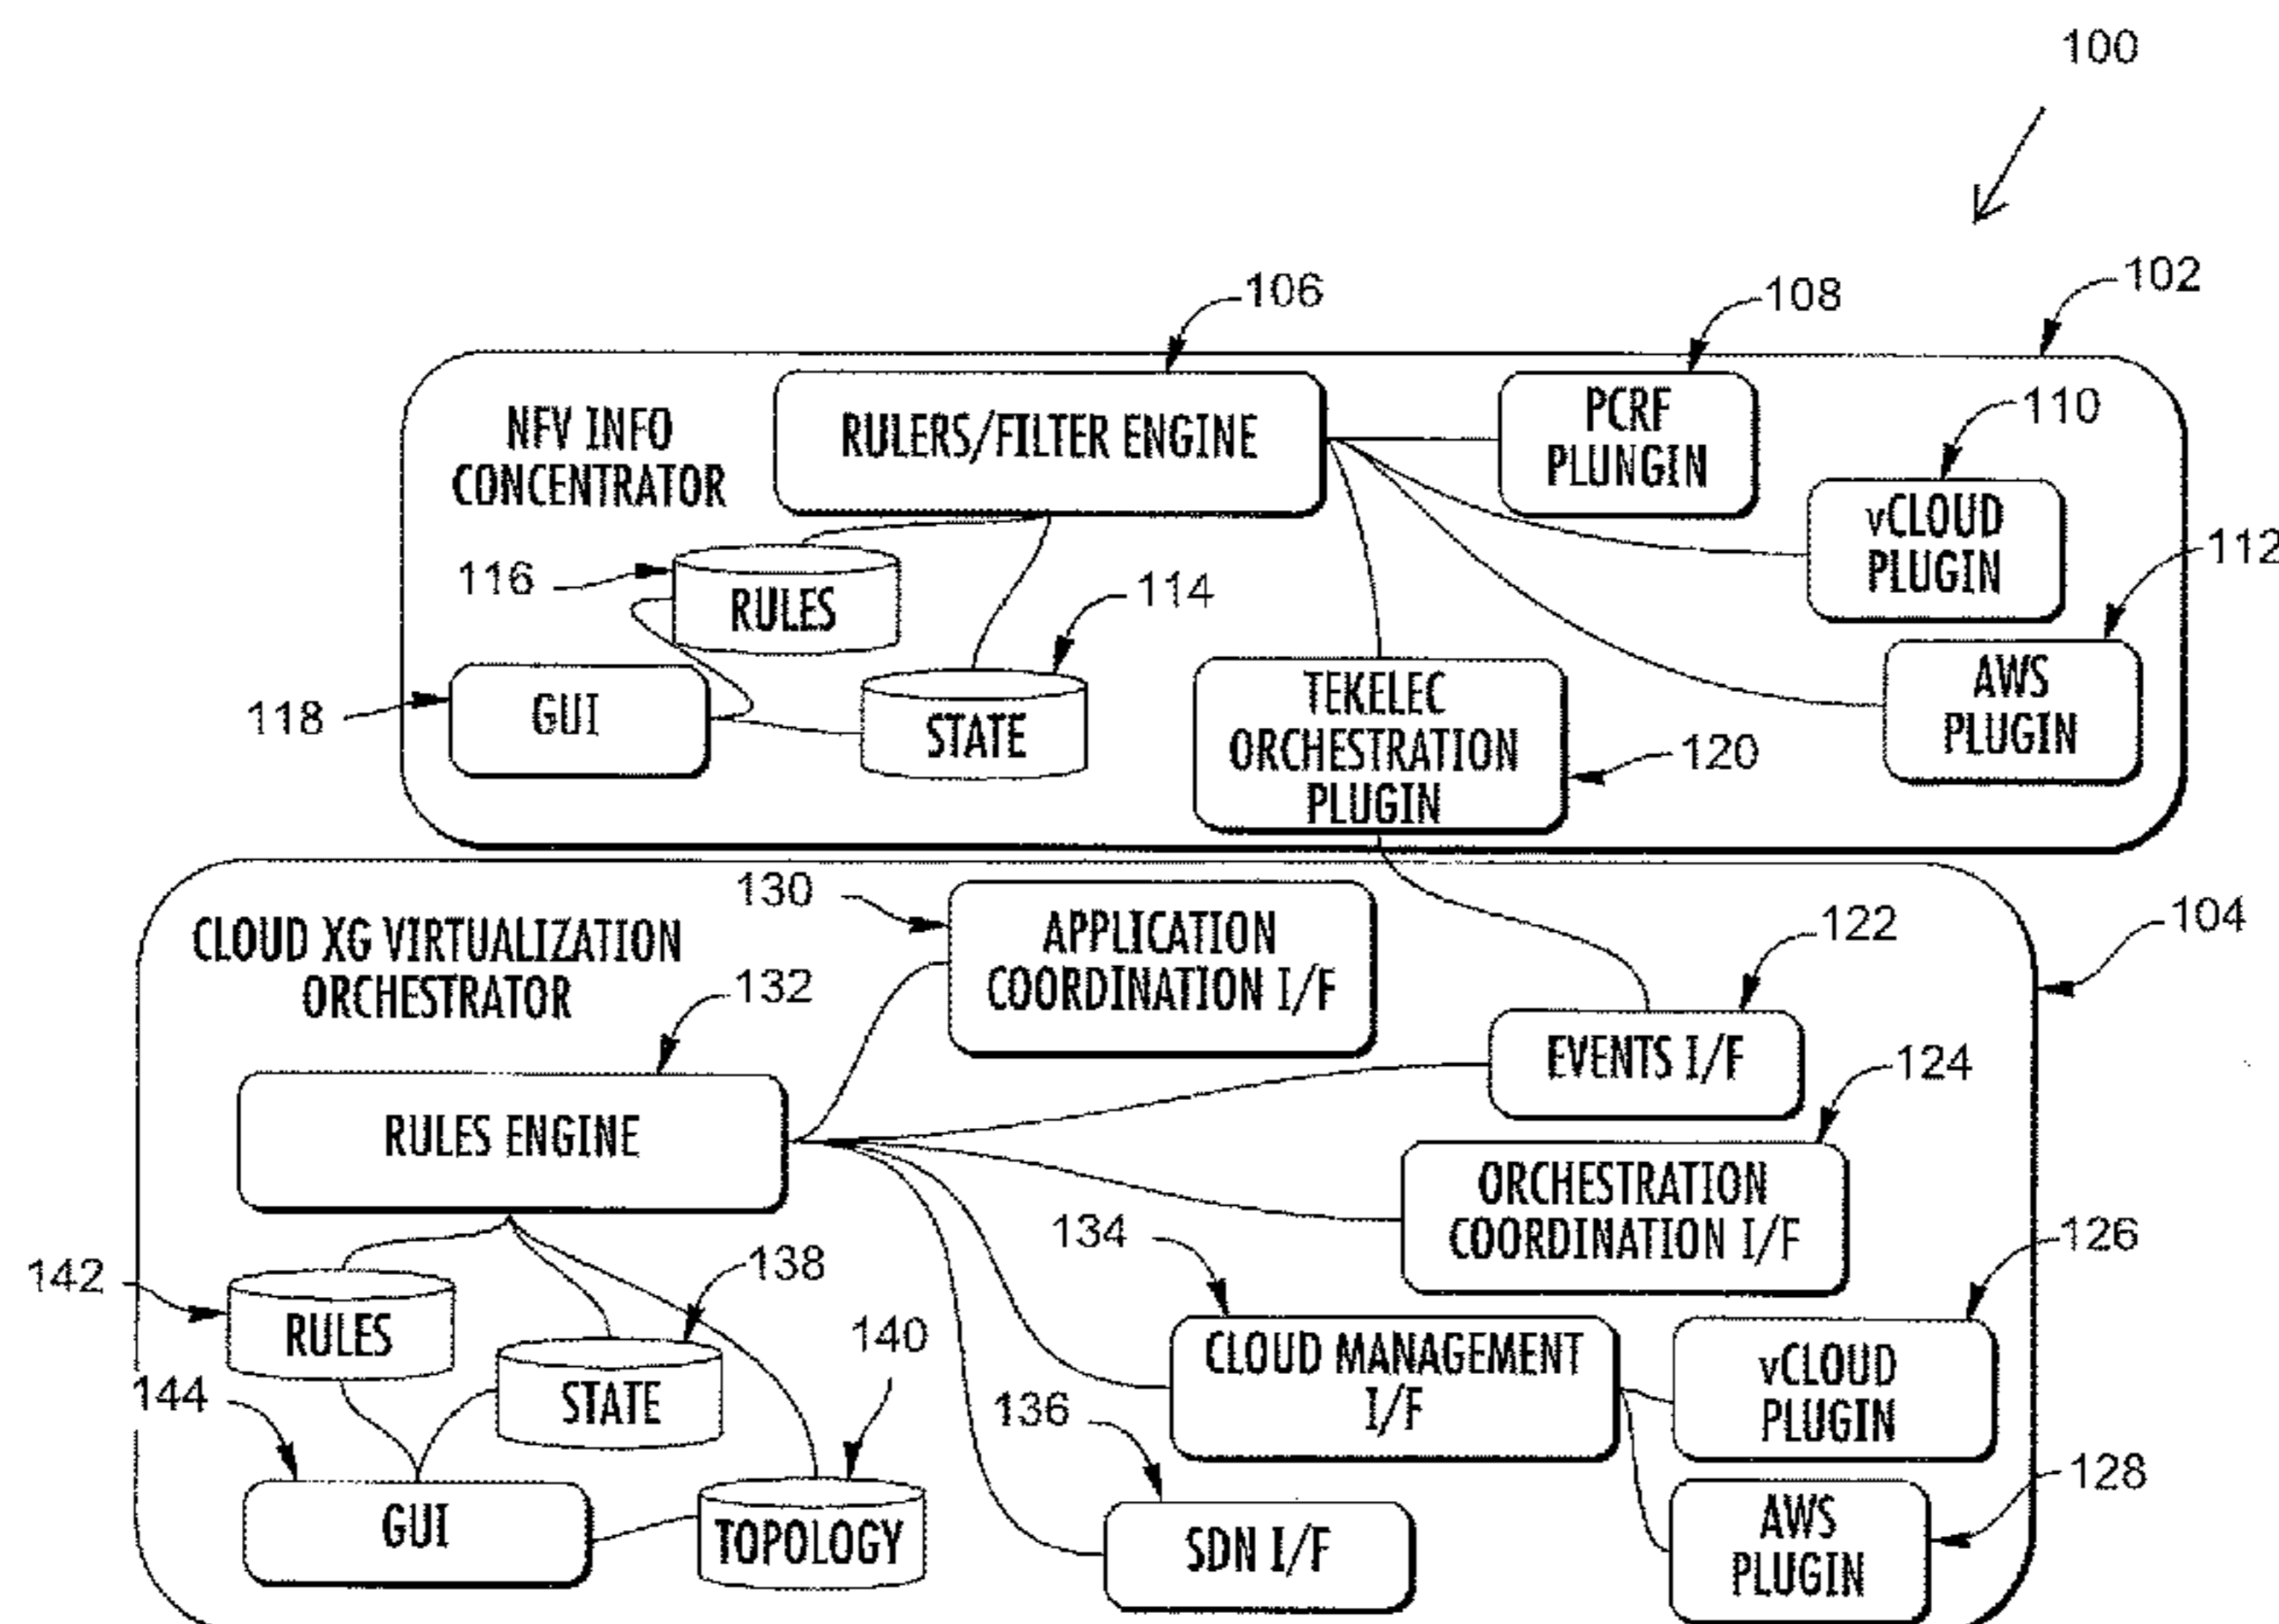 100
102
106
108
110
NFV INFO
CONCENTRATOR
RULERS/FILTER ENGINE
PCRF
PLUNGIN
vCLOUD
PLUGIN
112
116
RULES
114
AWS
PLUGIN
118
GUI
STATE
TEKELEC
ORCHESTRATION
PLUGIN
120
130
CLOUD XG VIRTUALIZATION
ORCHESTRATOR
APPLICATION
COORDINATION I/F
122
104
132
EVENTS I/F
124
RULES ENGINE
ORCHESTRATION
COORDINATION I/F
134
126
142
RULES
138
STATE
140
CLOUD MANAGEMENT
I/F
vCLOUD
PLUGIN
144
136
128
GUI
TOPOLOGY
SDN I/F
AWS
PLUGIN